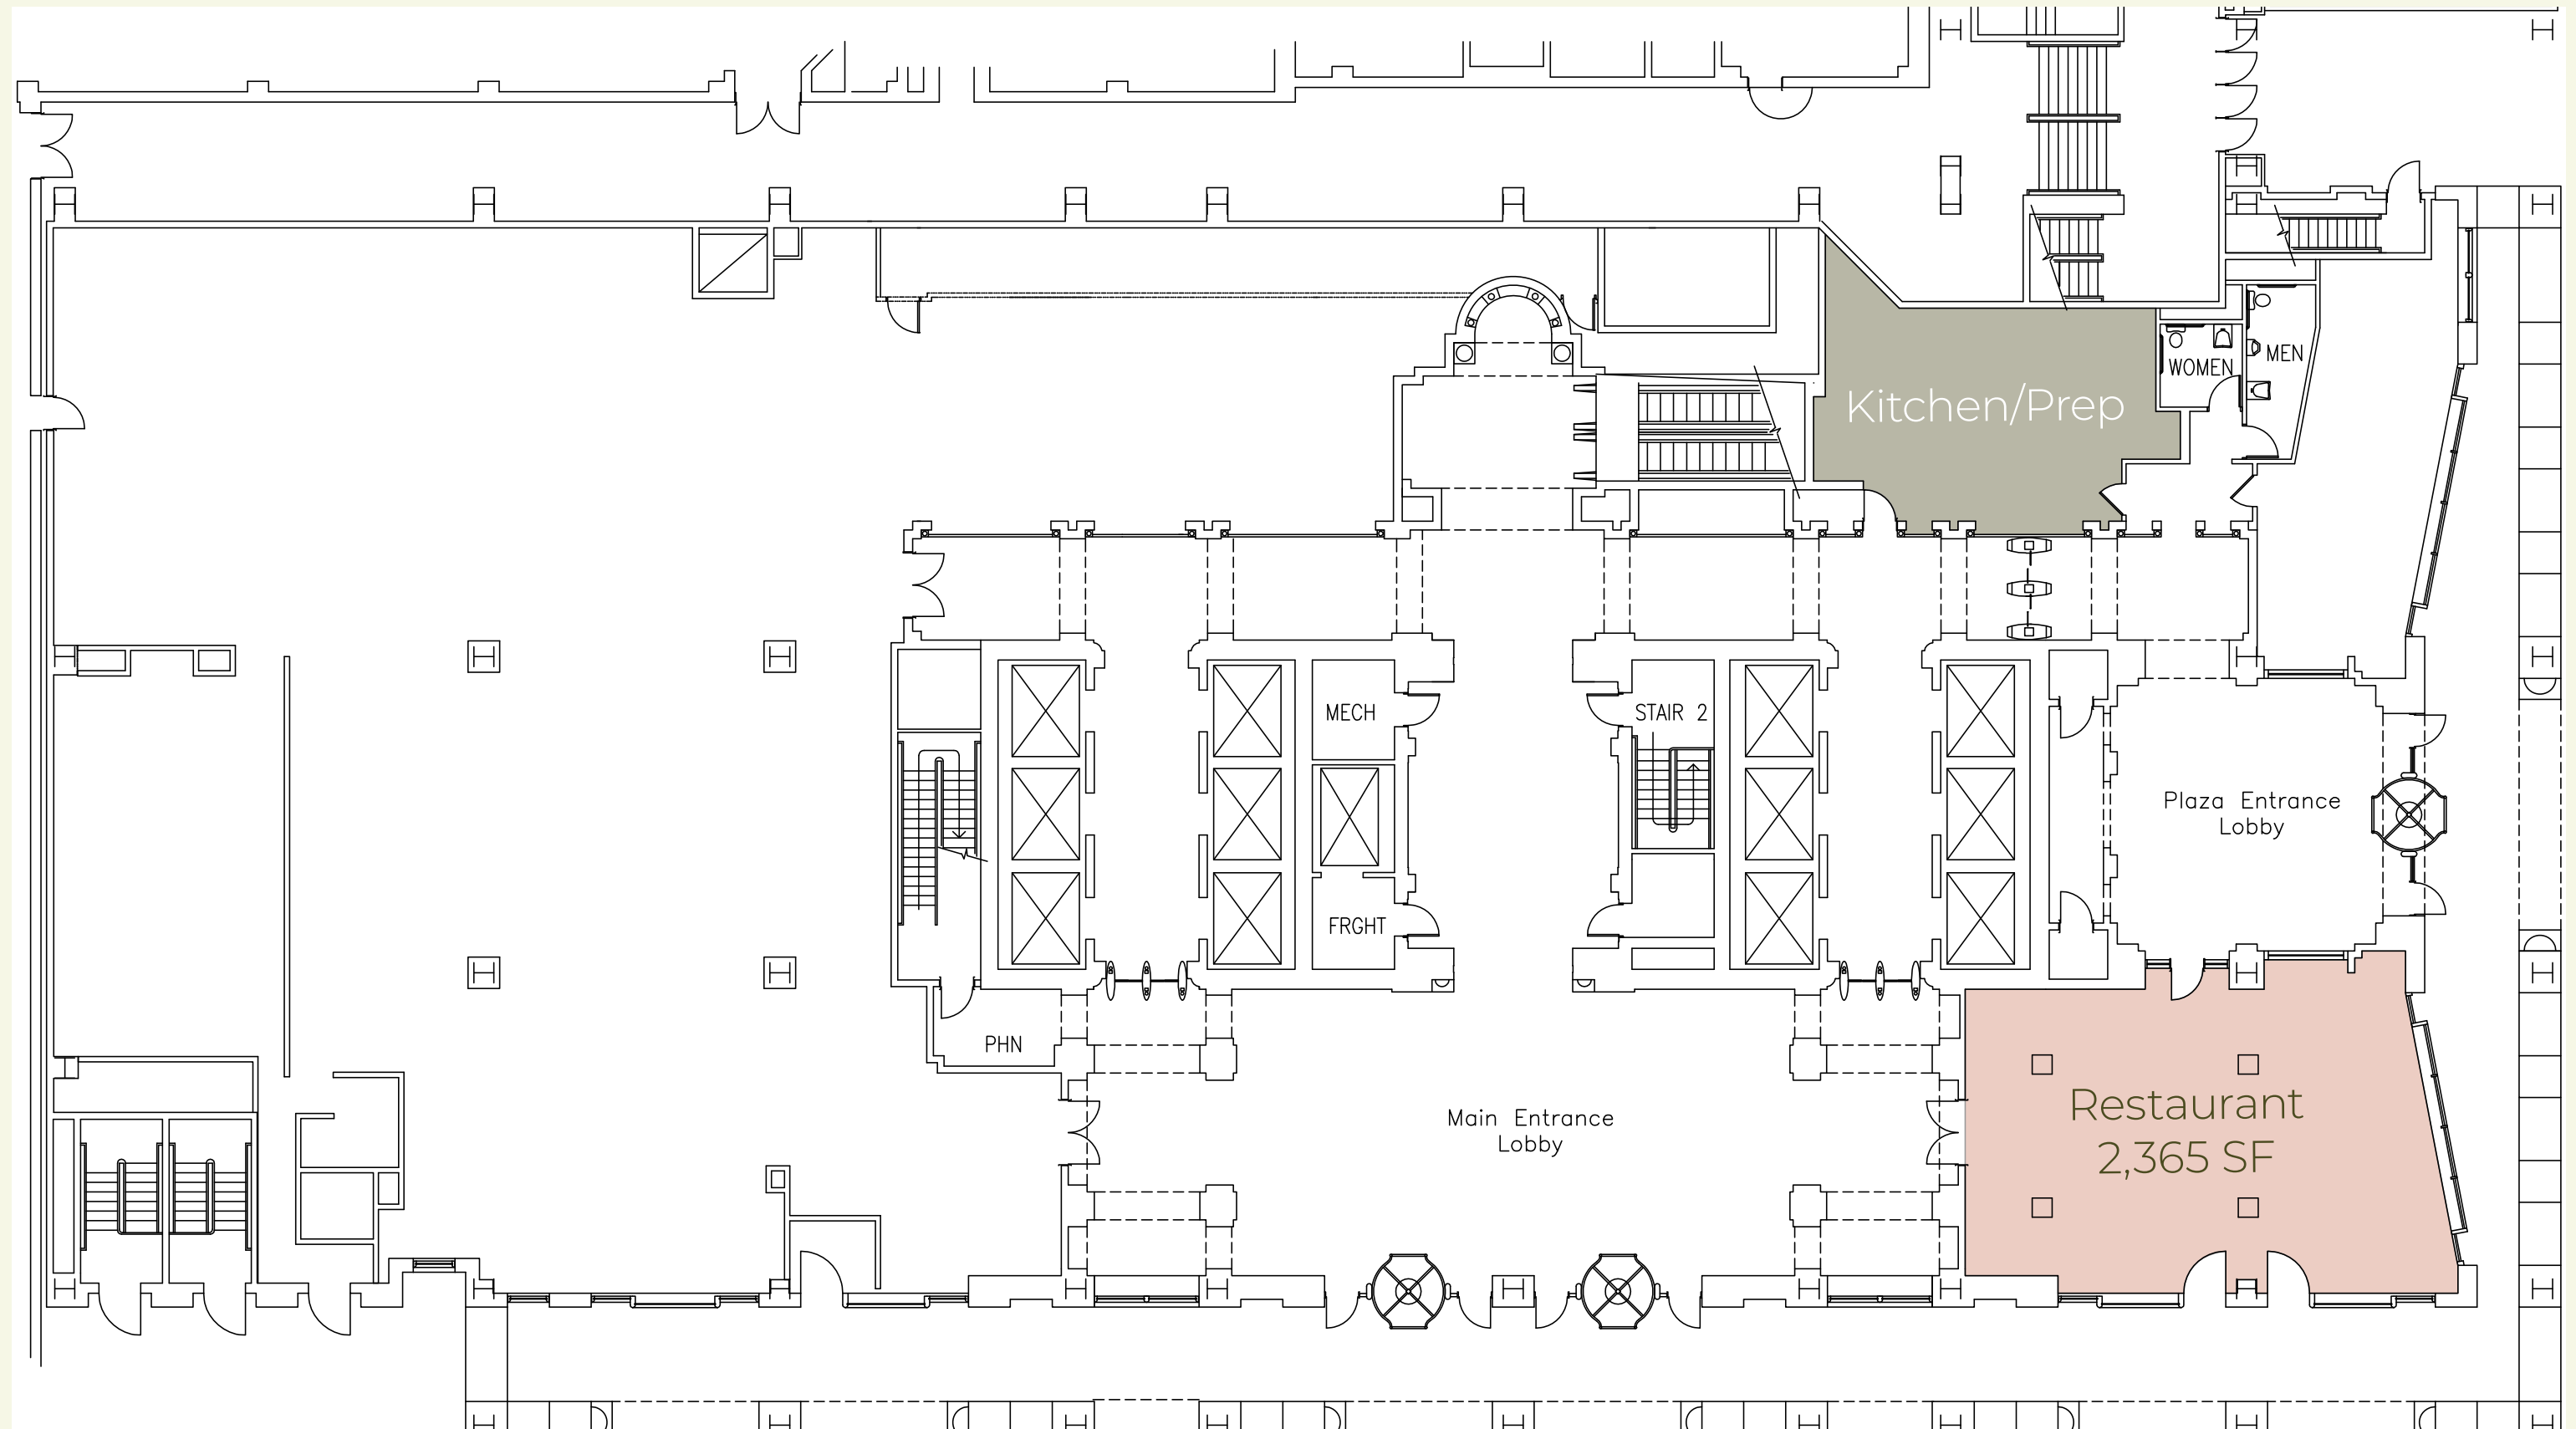 WOMEN
MEN
Kitchen/Prep
MECH
STAIR 2
Plaza Entrance
Lobby
FRGHT
PHN
Main Entrance
Lobby
Restaurant
2,365 SF